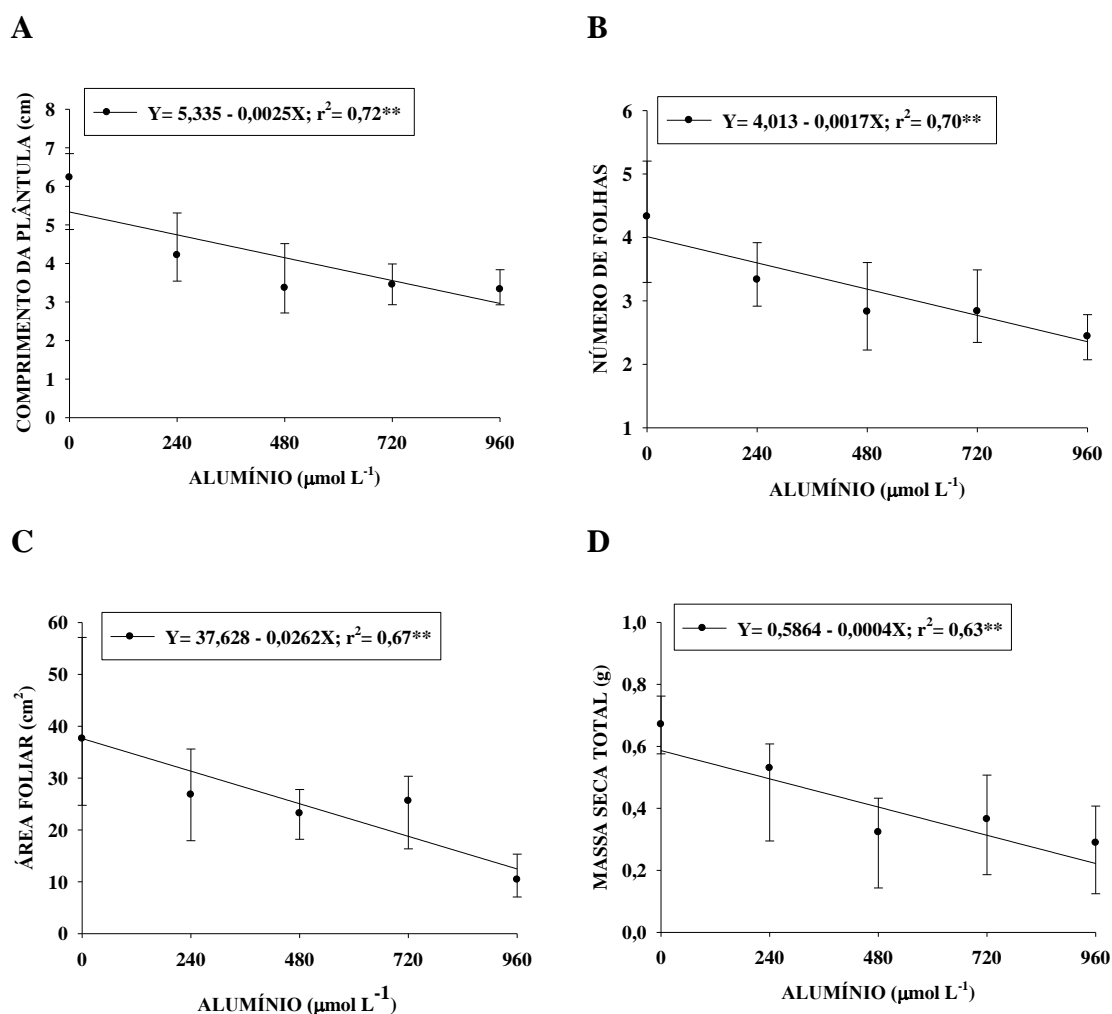 A
Y= 5,335 - 0,0025X; r²= 0,72**
COMPRIMENTO DA PLÂNTULA (cm)
8
7
6
5
4
3
2
1
0
0 240 480 720 960
ALUMÍNIO (µmol L⁻¹)
B
Y= 4,013 - 0,0017X; r²= 0,70**
NÚMERO DE FOLHAS
6
5
4
3
2
1
0 240 480 720 960
ALUMÍNIO (µmol L⁻¹)
C
Y= 37,628 - 0,0262X; r²= 0,67**
ÁREA FOLIAR (cm²)
60
50
40
30
20
10
0
0 240 480 720 960
ALUMÍNIO (µmol L⁻¹)
D
Y= 0,5864 - 0,0004X; r²= 0,63**
MASSA SECA TOTAL (g)
1,0
0,8
0,6
0,4
0,2
0,0
0 240 480 720 960
ALUMÍNIO (µmol L⁻¹)